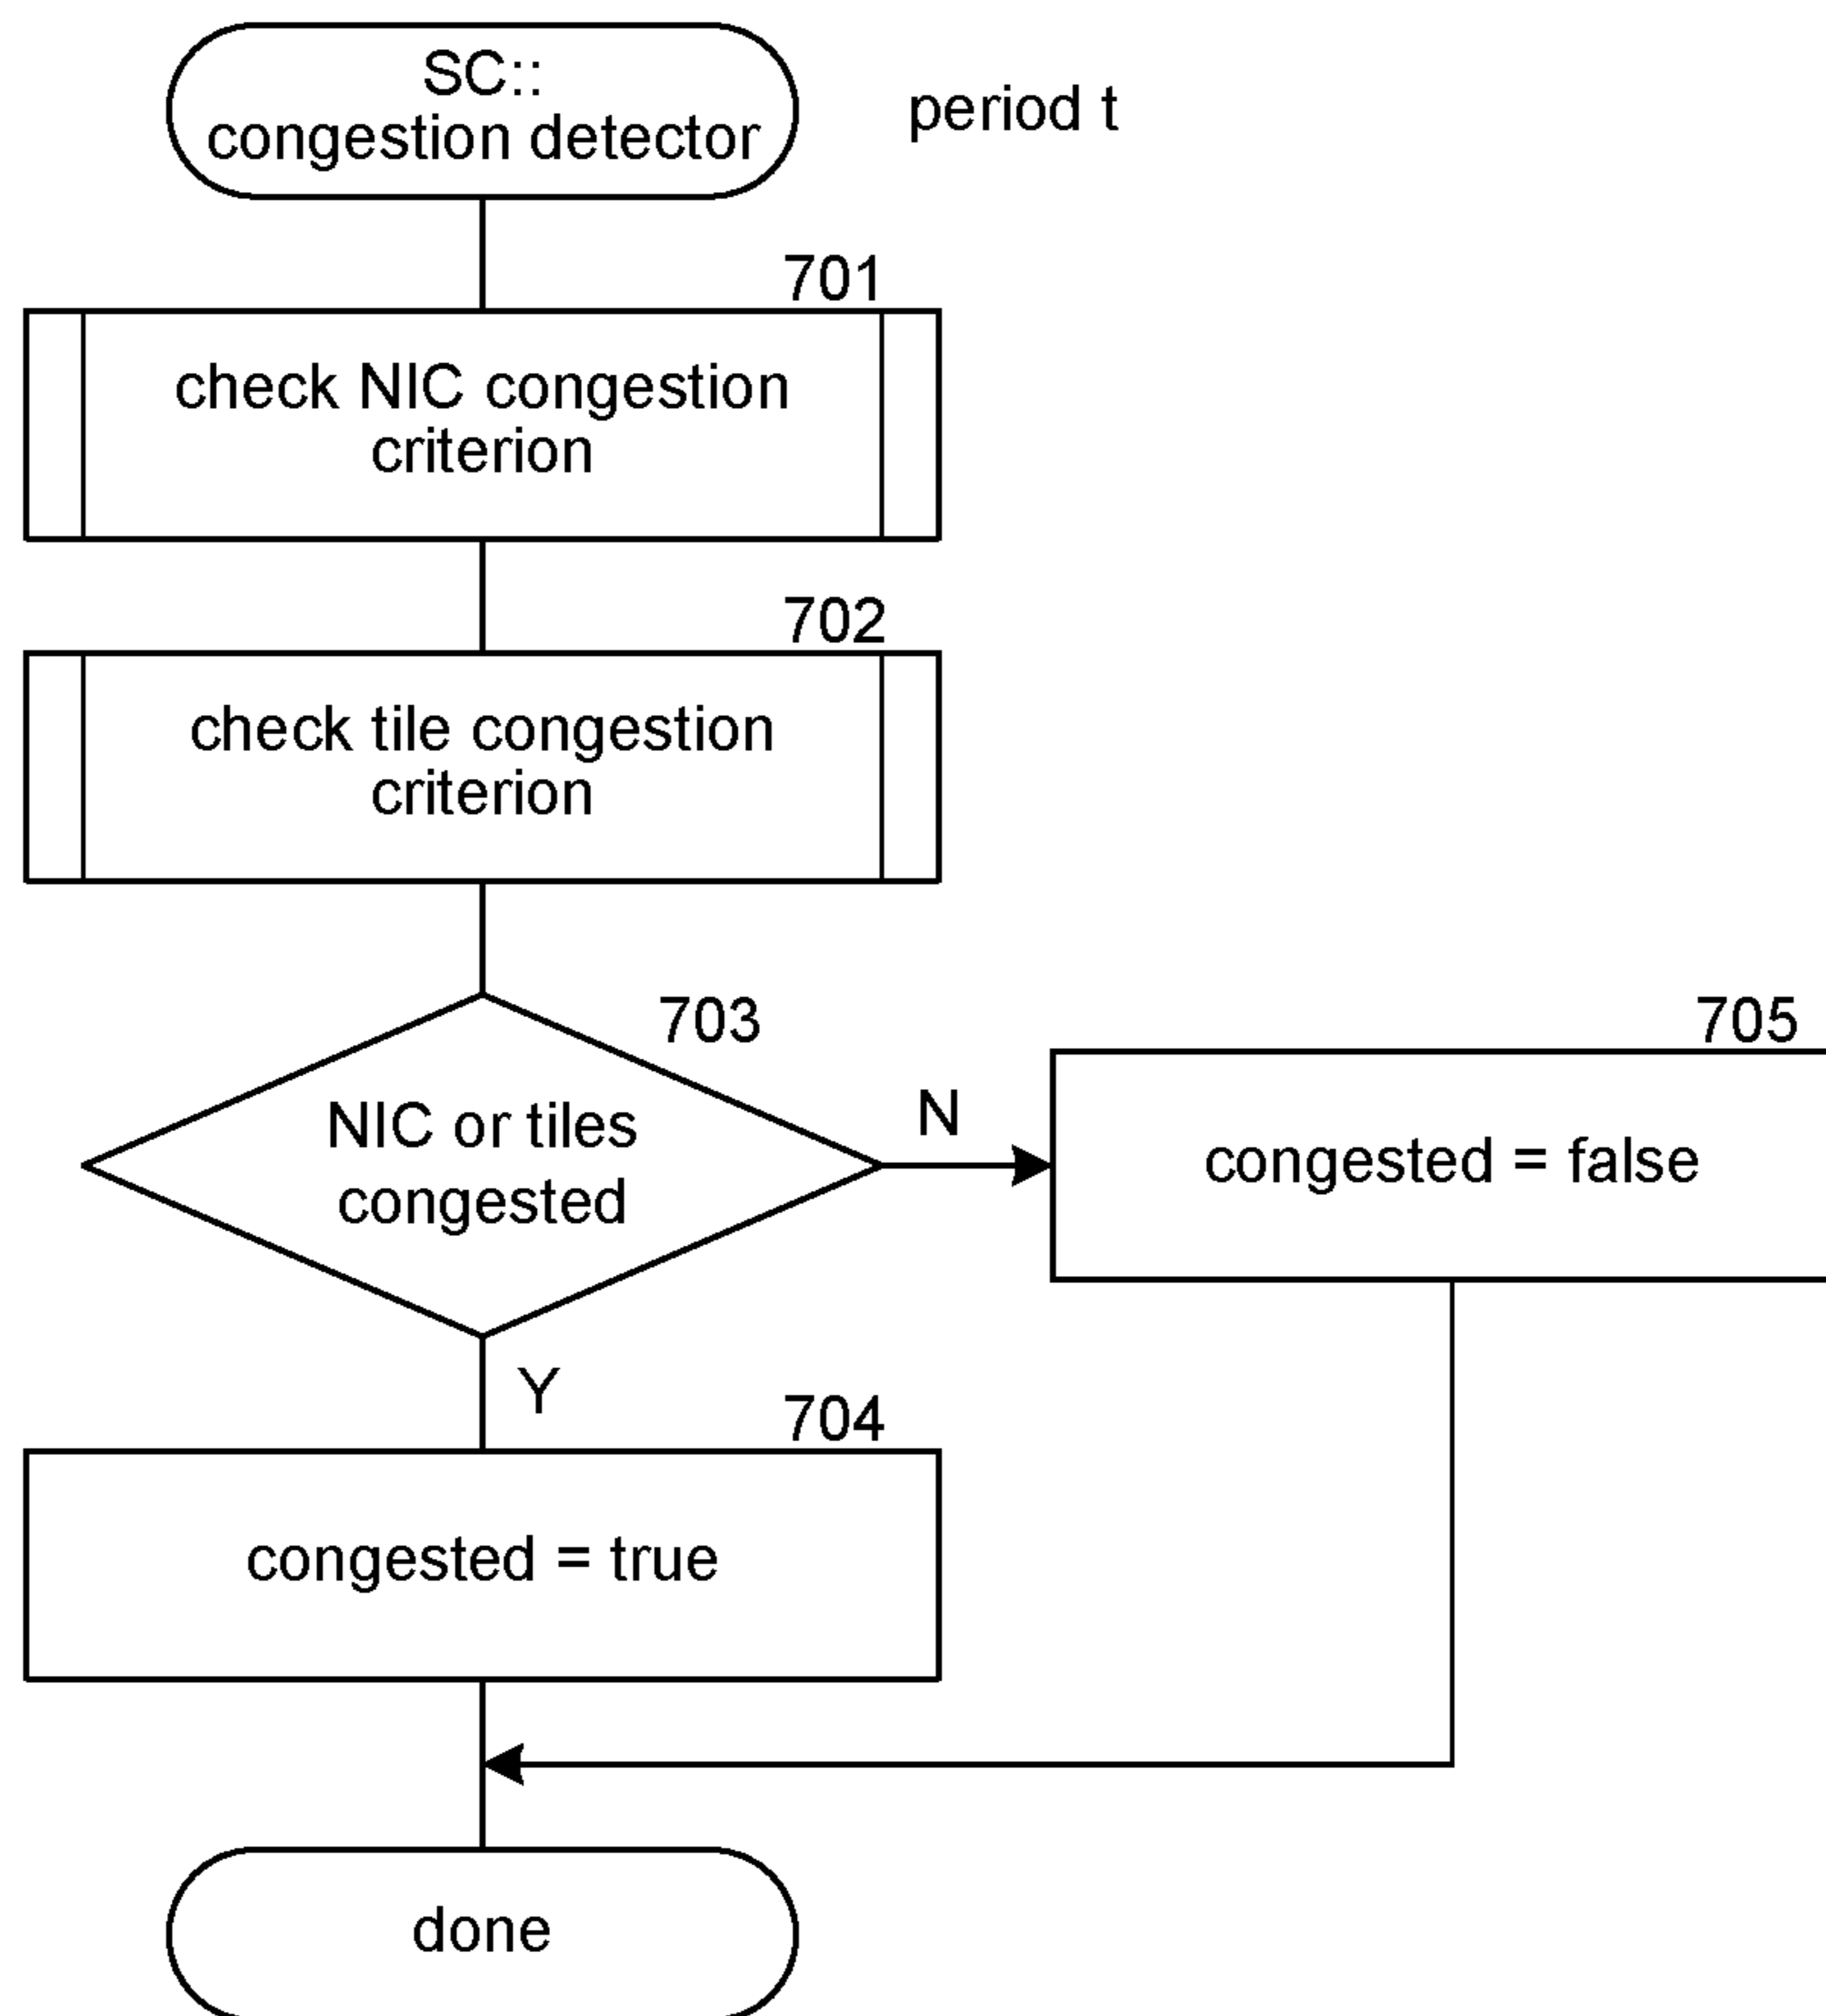 SC::
congestion detector
period t
701
check NIC congestion
criterion
702
check tile congestion
criterion
703
NIC or tiles
congested
N
705
congested = false
Y
704
congested = true
done